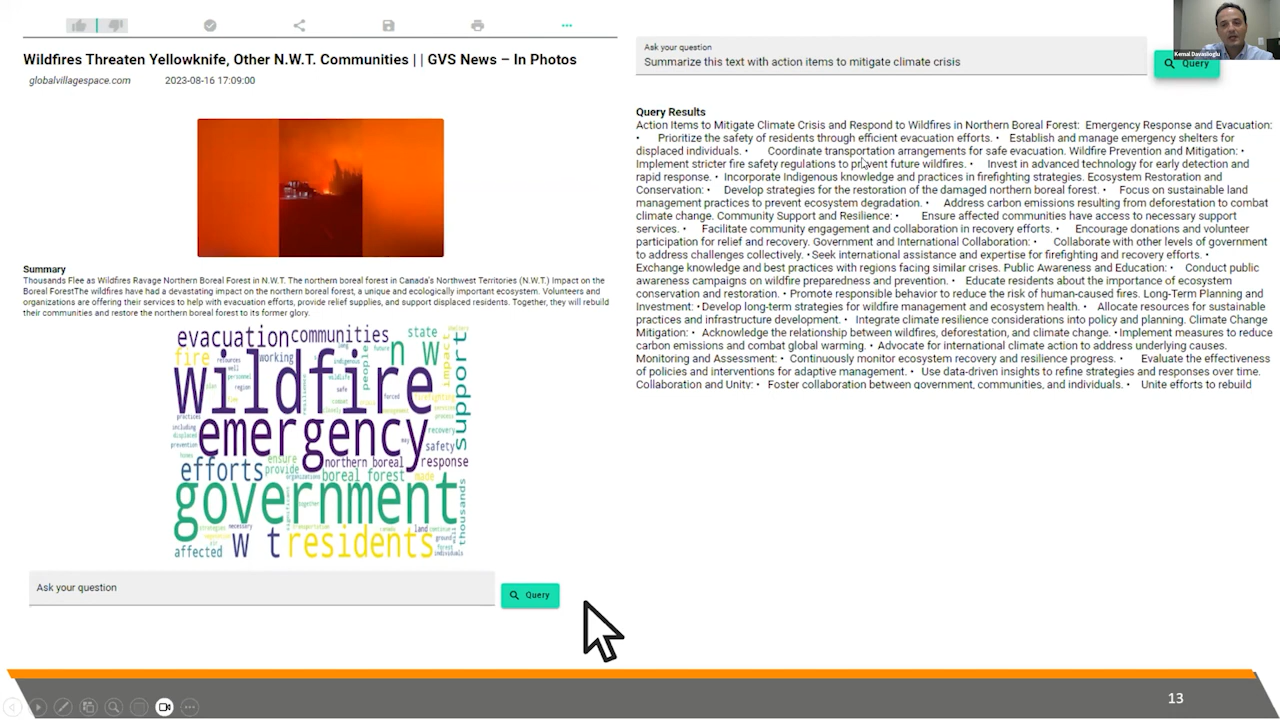 Wildfires Threaten Yellowknife, Other N.W.T. Communities | | GVS News – In Photos
globalvillagespace.com 2023-08-16 17:09:00
Summary
Thousands Flee as Wildfires Ravage Northern Boreal Forest in N.W.T. The northern boreal forest in Canada's Northwest Territories (N.W.T.) Impact on the
Boreal ForestThe wildfires have had a devastating impact on the northern boreal forest, a unique and ecologically important ecosystem. Volunteers and
organizations are offering their services to help with evacuation efforts, provide relief supplies, and support displaced residents. Together, they will rebuild
their communities and restore the northern boreal forest to its former glory.
evacuation communities state
fire working people n w impact support
wildfire
emergency
recovery
safety
efforts provide ensure northern boreal response
boreal forest made
government
thousands
affected w t residents
land
ground
individuals
Ask your question
Query
Ask your question
Summarize this text with action items to mitigate climate crisis
Query
Kemal Davaslioglu
Query Results
Action Items to Mitigate Climate Crisis and Respond to Wildfires in Northern Boreal Forest: Emergency Response and Evacuation:
• Prioritize the safety of residents through efficient evacuation efforts. • Establish and manage emergency shelters for
displaced individuals. • Coordinate transportation arrangements for safe evacuation. Wildfire Prevention and Mitigation: •
Implement stricter fire safety regulations to prevent future wildfires. • Invest in advanced technology for early detection and
rapid response. • Incorporate Indigenous knowledge and practices in firefighting strategies. Ecosystem Restoration and
Conservation: • Develop strategies for the restoration of the damaged northern boreal forest. • Focus on sustainable land
management practices to prevent ecosystem degradation. • Address carbon emissions resulting from deforestation to combat
climate change. Community Support and Resilience: • Ensure affected communities have access to necessary support
services. • Facilitate community engagement and collaboration in recovery efforts. • Encourage donations and volunteer
participation for relief and recovery. Government and International Collaboration: • Collaborate with other levels of government
to address challenges collectively. • Seek international assistance and expertise for firefighting and recovery efforts. •
Exchange knowledge and best practices with regions facing similar crises. Public Awareness and Education: • Conduct public
awareness campaigns on wildfire preparedness and prevention. • Educate residents about the importance of ecosystem
conservation and restoration. • Promote responsible behavior to reduce the risk of human-caused fires. Long-Term Planning and
Investment: • Develop long-term strategies for wildfire management and ecosystem health. • Allocate resources for sustainable
practices and infrastructure development. • Integrate climate resilience considerations into policy and planning. Climate Change
Mitigation: • Acknowledge the relationship between wildfires, deforestation, and climate change. • Implement measures to reduce
carbon emissions and combat global warming. • Advocate for international climate action to address underlying causes.
Monitoring and Assessment: • Continuously monitor ecosystem recovery and resilience progress. • Evaluate the effectiveness
of policies and interventions for adaptive management. • Use data-driven insights to refine strategies and responses over time.
Collaboration and Unity: • Foster collaboration between government, communities, and individuals. • Unite efforts to rebuild
13